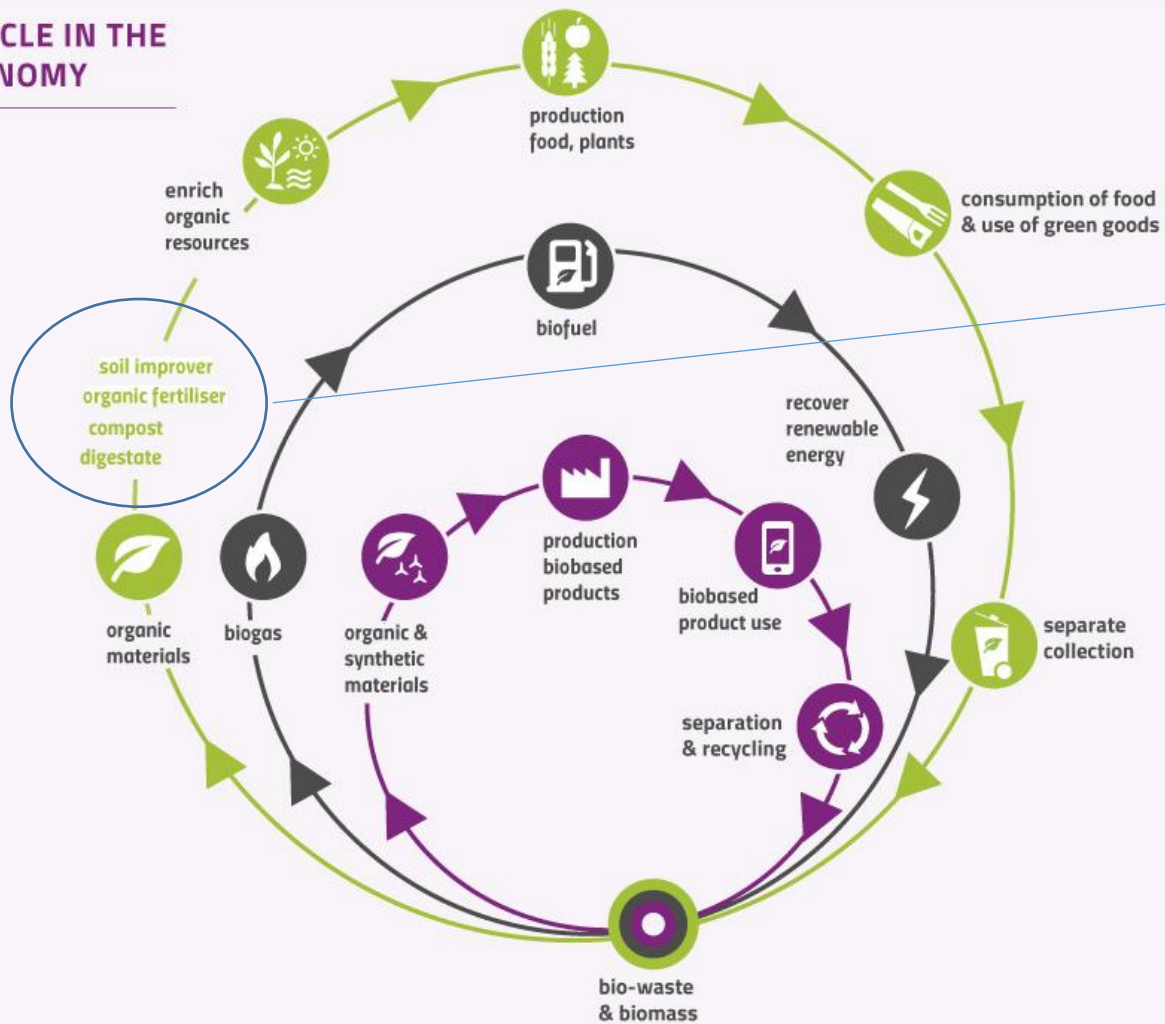 CLE IN THE
NOMY
production
food, plants
enrich
organic
resources
consumption of food
& use of green goods
biofuel
soil improver
organic fertiliser
compost
digestate
recover
renewable
energy
production
biobased
products
biobased
product use
organic
materials
biogas
organic &
synthetic
materials
separate
collection
separation
& recycling
bio-waste
& biomass